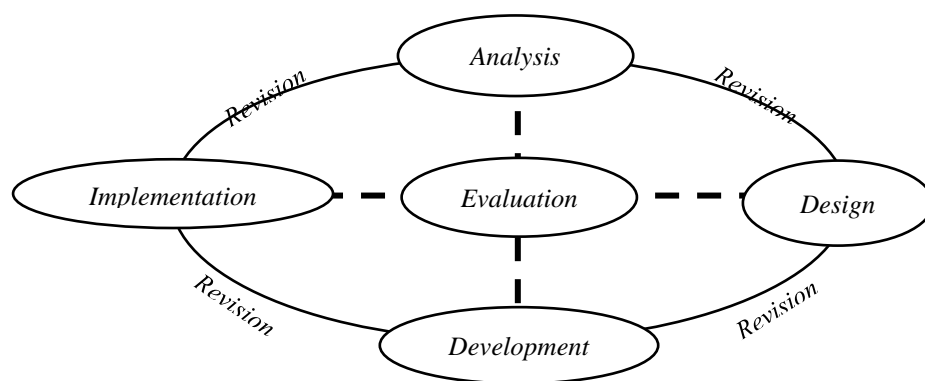 Analysis
Revision
Revision
Implementation
Evaluation
Design
Revision
Revision
Development